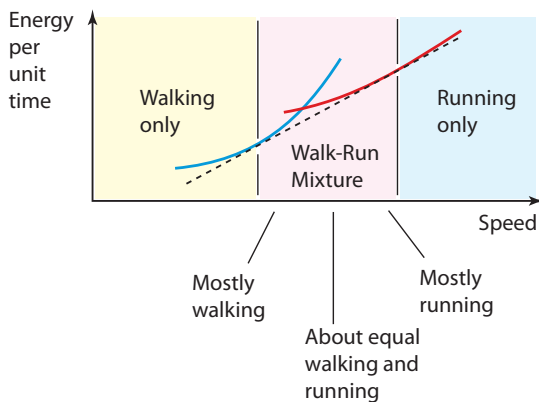 Energy
per
unit
time
Walking
only
Walk-Run
Mixture
Running
only
Speed
Mostly
walking
About equal
walking and
running
Mostly
running